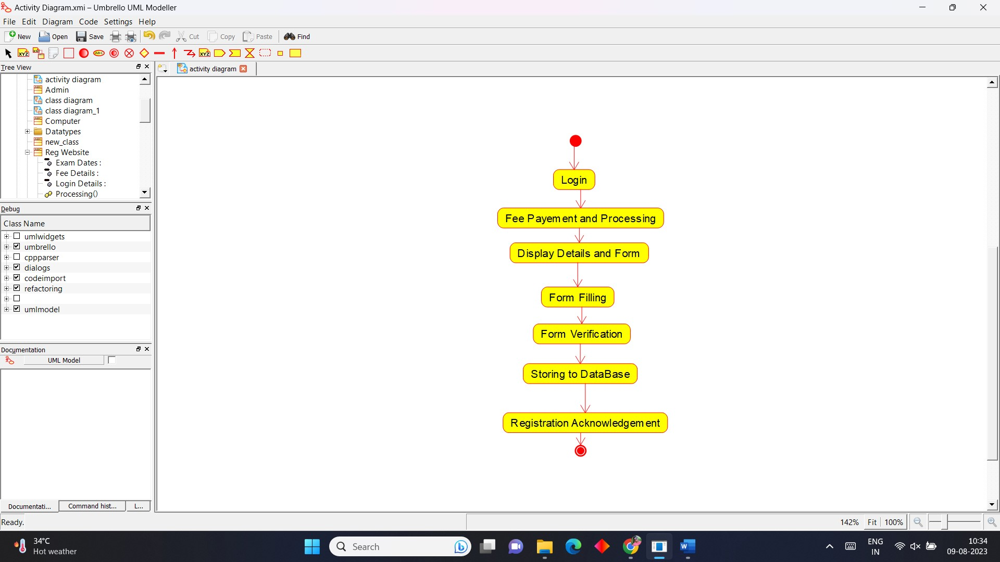 Activity Diagram.xmi – Umbrello UML Modeller
File Edit Diagram Code Settings Help
New Open Save Cut Copy Paste Find
XYZ ABC XYZ
Tree View
activity diagram
activity diagram
Admin
class diagram
class diagram_1
Computer
Datatypes
new_class
Reg Website
Exam Dates :
Fee Details :
Login Details :
Processing()
Debug
Class Name
umlwidgets
umbrello
cppparser
dialogs
codeimport
refactoring
umlmodel
Documentation
UML Model
Documentati...
Command hist...
L...
Login
Fee Payement and Processing
Display Details and Form
Form Filling
Form Verification
Storing to DataBase
Registration Acknowledgement
Ready.
142% Fit 100%
34°C
Hot weather
Search
ENG
IN
10:34
09-08-2023